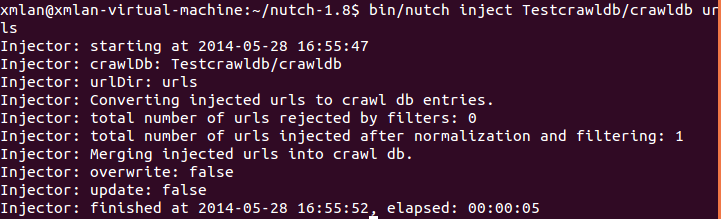 xmlan@xmlan-virtual-machine:~/nutch-1.8$ bin/nutch inject Testcrawldb/crawldb ur
ls
Injector: starting at 2014-05-28 16:55:47
Injector: crawlDb: Testcrawldb/crawldb
Injector: urlDir: urls
Injector: Converting injected urls to crawl db entries.
Injector: total number of urls rejected by filters: 0
Injector: total number of urls injected after normalization and filtering: 1
Injector: Merging injected urls into crawl db.
Injector: overwrite: false
Injector: update: false
Injector: finished at 2014-05-28 16:55:52, elapsed: 00:00:05